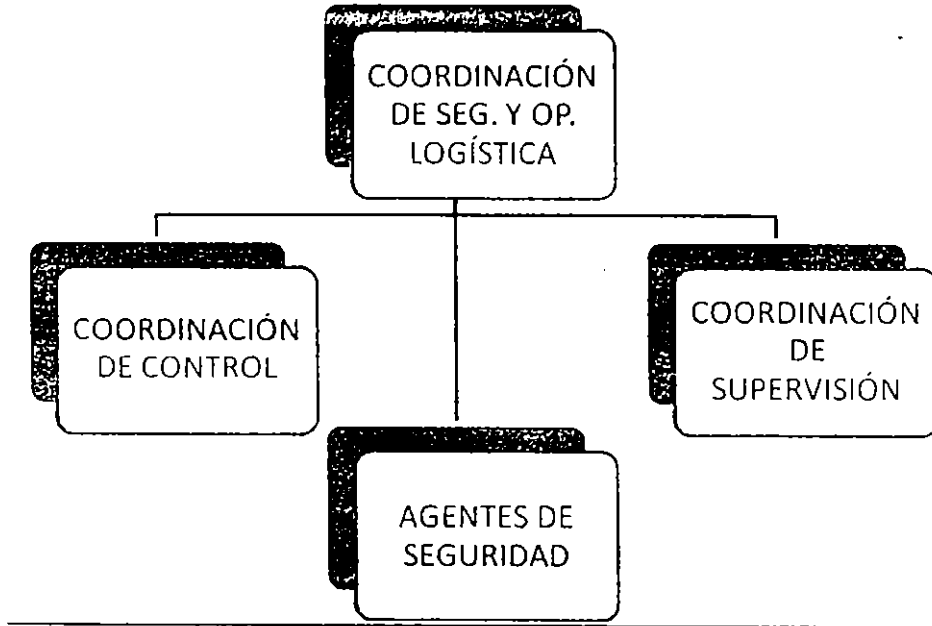 COORDINACIÓN
DE SEG. Y OP.
LOGÍSTICA
COORDINACIÓN
DE CONTROL
COORDINACIÓN
DE
SUPERVISIÓN
AGENTES DE
SEGURIDAD